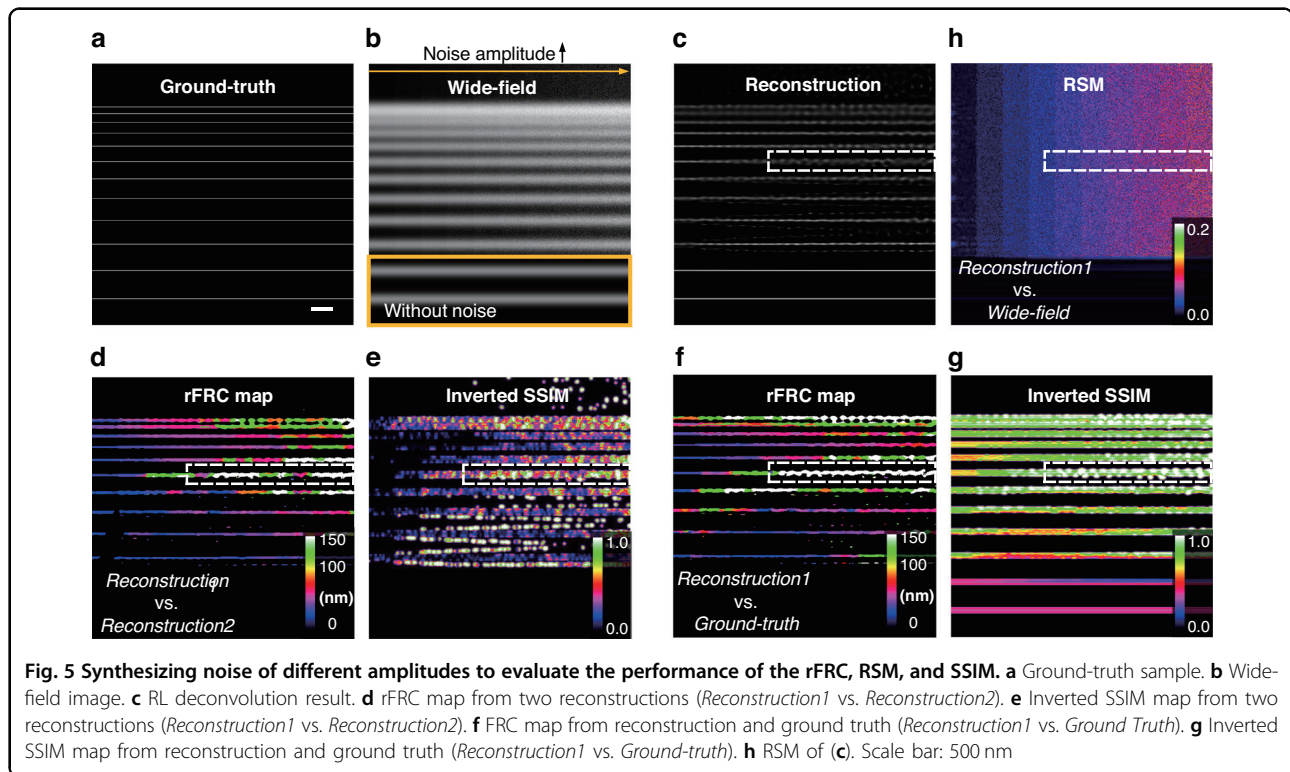 a
Ground-truth
b
Noise amplitude ↑
Wide-field
Without noise
c
Reconstruction
h
RSM
0.2
Reconstruction1
vs.
Wide-field
0.0
d
rFRC map
150
100
(nm)
0
Reconstruction1
vs.
Reconstruction2
e
Inverted SSIM
1.0
0.0
f
rFRC map
150
100
(nm)
0
Reconstruction1
vs.
Ground-truth
g
Inverted SSIM
1.0
0.0
Fig. 5 Synthesizing noise of different amplitudes to evaluate the performance of the rFRC, RSM, and SSIM. a Ground-truth sample. b Wide-
field image. c RL deconvolution result. d rFRC map from two reconstructions (Reconstruction1 vs. Reconstruction2). e Inverted SSIM map from two
reconstructions (Reconstruction1 vs. Reconstruction2). f FRC map from reconstruction and ground truth (Reconstruction1 vs. Ground Truth). g Inverted
SSIM map from reconstruction and ground truth (Reconstruction1 vs. Ground-truth). h RSM of (c). Scale bar: 500 nm